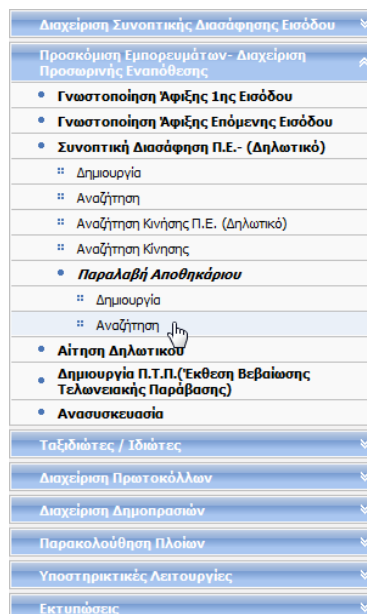 Διαχείριση Συνοπτικής Διασάφησης Εισόδου
Προσκόμιση Εμπορευμάτων- Διαχείριση
Προσωρινής Εναπόθεσης
Γνωστοποίηση Άφιξης 1ης Εισόδου
Γνωστοποίηση Άφιξης Επόμενης Εισόδου
Συνοπτική Διασάφηση Π.Ε.- (Δηλωτικό)
Δημιουργία
Αναζήτηση
Αναζήτηση Κινήσης Π.Ε. (Δηλωτικό)
Αναζήτηση Κίνησης
Παραλαβή Αποθηκάριου
Δημιουργία
Αναζήτηση
Αίτηση Δηλωτικού
Δημιουργία Π.Τ.Π.(Έκθεση Βεβαίωσης
Τελωνειακής Παράβασης)
Ανασυσκευασία
Ταξιδιώτες / Ιδιώτες
Διαχείριση Πρωτοκόλλων
Διαχείριση Δημοπρασιών
Παρακολούθηση Πλοίων
Υποστηρικτικές Λειτουργίες
Εκτυπώσεις